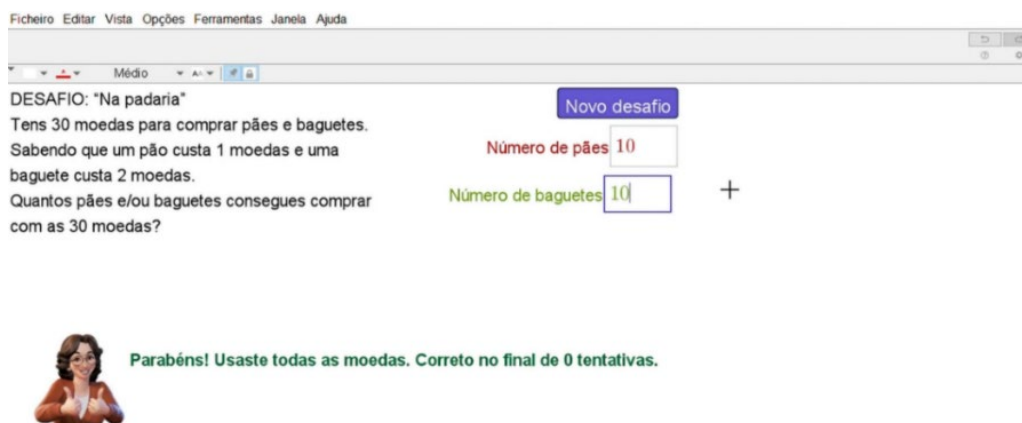 Ficheiro Editar Vista Opções Ferramentas Janela Ajuda
Médio
DESAFIO: "Na padaria"
Tens 30 moedas para comprar pães e baguetes.
Sabendo que um pão custa 1 moedas e uma
baguete custa 2 moedas.
Quantos pães e/ou baguetes consegues comprar
com as 30 moedas?
Novo desafio
Número de pães 10
Número de baguetes 10
Parabéns! Usaste todas as moedas. Correto no final de 0 tentativas.